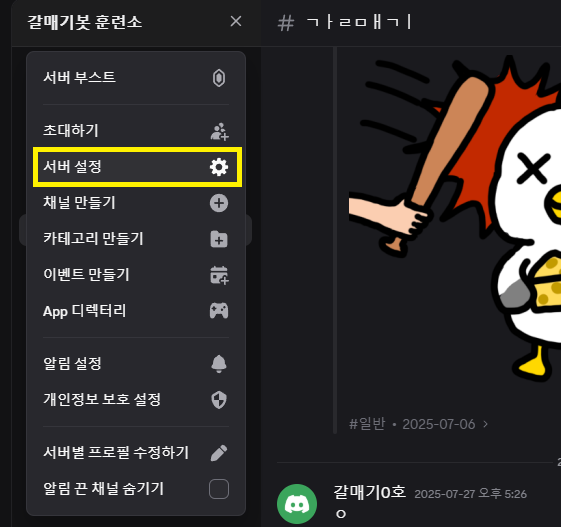 갈매기봇 훈련소
# ㄱㅏㄹㅁㅐㄱㅣ
서버 부스트
초대하기
서버 설정
채널 만들기
카테고리 만들기
이벤트 만들기
App 디렉터리
알림 설정
개인정보 보호 설정
서버별 프로필 수정하기
알림 끈 채널 숨기기
#일반 • 2025-07-06 ›
2
갈매기0호 2025-07-27 오후 5:26
ㅇ